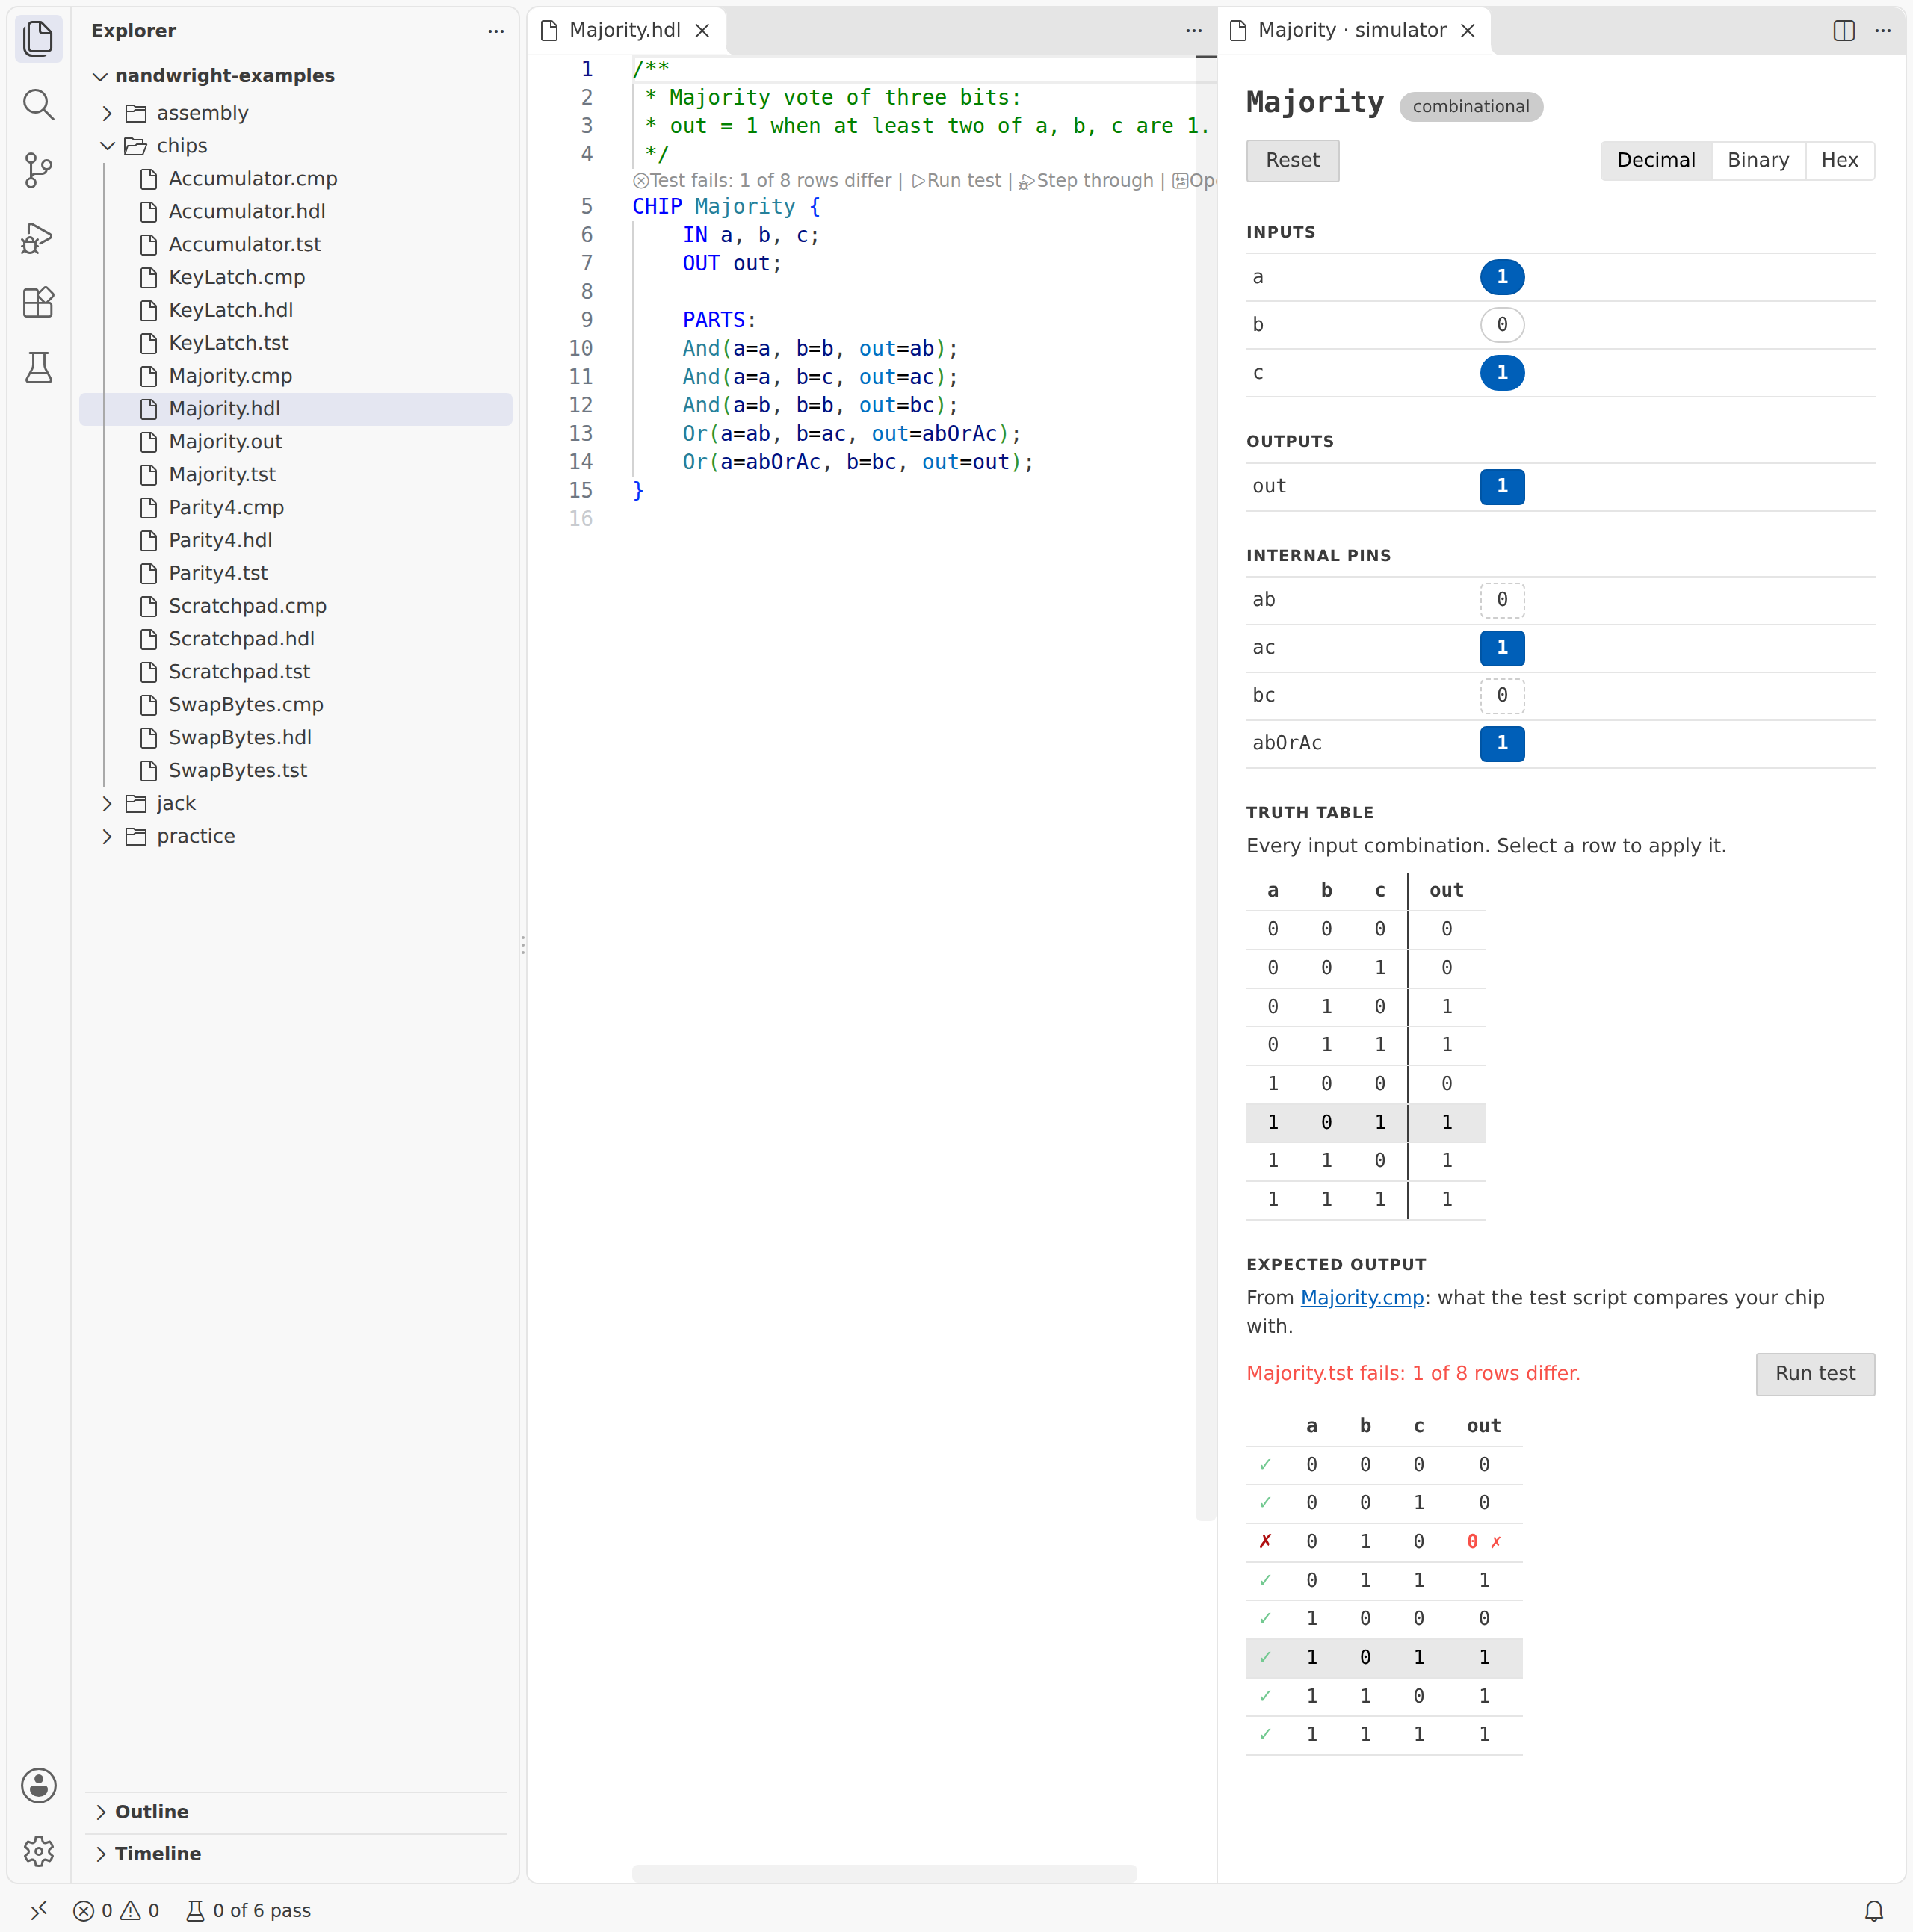 Explorer
nandwright-examples
assembly
chips
Accumulator.cmp
Accumulator.hdl
Accumulator.tst
KeyLatch.cmp
KeyLatch.hdl
KeyLatch.tst
Majority.cmp
Majority.hdl
Majority.out
Majority.tst
Parity4.cmp
Parity4.hdl
Parity4.tst
Scratchpad.cmp
Scratchpad.hdl
Scratchpad.tst
SwapBytes.cmp
SwapBytes.hdl
SwapBytes.tst
jack
practice
Outline
Timeline
Majority.hdl
1 /**
2  * Majority vote of three bits:
3  * out = 1 when at least two of a, b, c are 1.
4  */
Test fails: 1 of 8 rows differ | Run test | Step through | Op
5 CHIP Majority {
6     IN a, b, c;
7     OUT out;
8
9     PARTS:
10     And(a=a, b=b, out=ab);
11     And(a=a, b=c, out=ac);
12     And(a=b, b=b, out=bc);
13     Or(a=ab, b=ac, out=abOrAc);
14     Or(a=abOrAc, b=bc, out=out);
15 }
16
Majority · simulator
Majority combinational
Reset Decimal Binary Hex
INPUTS
a 1
b 0
c 1
OUTPUTS
out 1
INTERNAL PINS
ab 0
ac 1
bc 0
abOrAc 1
TRUTH TABLE
Every input combination. Select a row to apply it.
a b c out
0 0 0 0
0 0 1 0
0 1 0 1
0 1 1 1
1 0 0 0
1 0 1 1
1 1 0 1
1 1 1 1
EXPECTED OUTPUT
From Majority.cmp: what the test script compares your chip
with.
Majority.tst fails: 1 of 8 rows differ. Run test
a b c out
✓ 0 0 0 0
✓ 0 0 1 0
✗ 0 1 0 0 ✗
✓ 0 1 1 1
✓ 1 0 0 0
✓ 1 0 1 1
✓ 1 1 0 1
✓ 1 1 1 1
0 0 0 of 6 pass